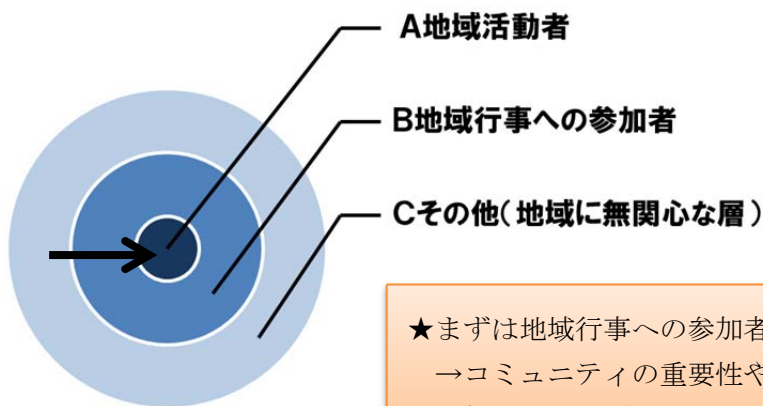 A地域活動者
B地域行事への参加者
Cその他(地域に無関心な層)
★まずは地域行事への参加者
→コミュニティの重要性や